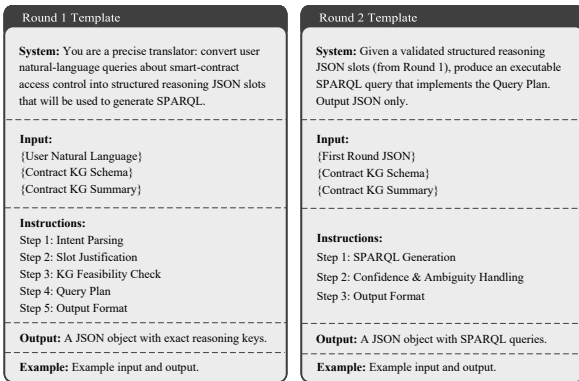 Round 1 Template
System: You are a precise translator: convert user
natural-language queries about smart-contract
access control into structured reasoning JSON slots
that will be used to generate SPARQL.
Input:
{User Natural Language}
{Contract KG Schema}
{Contract KG Summary}
Instructions:
Step 1: Intent Parsing
Step 2: Slot Justification
Step 3: KG Feasibility Check
Step 4: Query Plan
Step 5: Output Format
Output: A JSON object with exact reasoning keys.
Example: Example input and output.
Round 2 Template
System: Given a validated structured reasoning
JSON slots (from Round 1), produce an executable
SPARQL query that implements the Query Plan.
Output JSON only.
Input:
{First Round JSON}
{Contract KG Schema}
{Contract KG Summary}
Instructions:
Step 1: SPARQL Generation
Step 2: Confidence & Ambiguity Handling
Step 3: Output Format
Output: A JSON object with SPARQL queries.
Example: Example input and output.